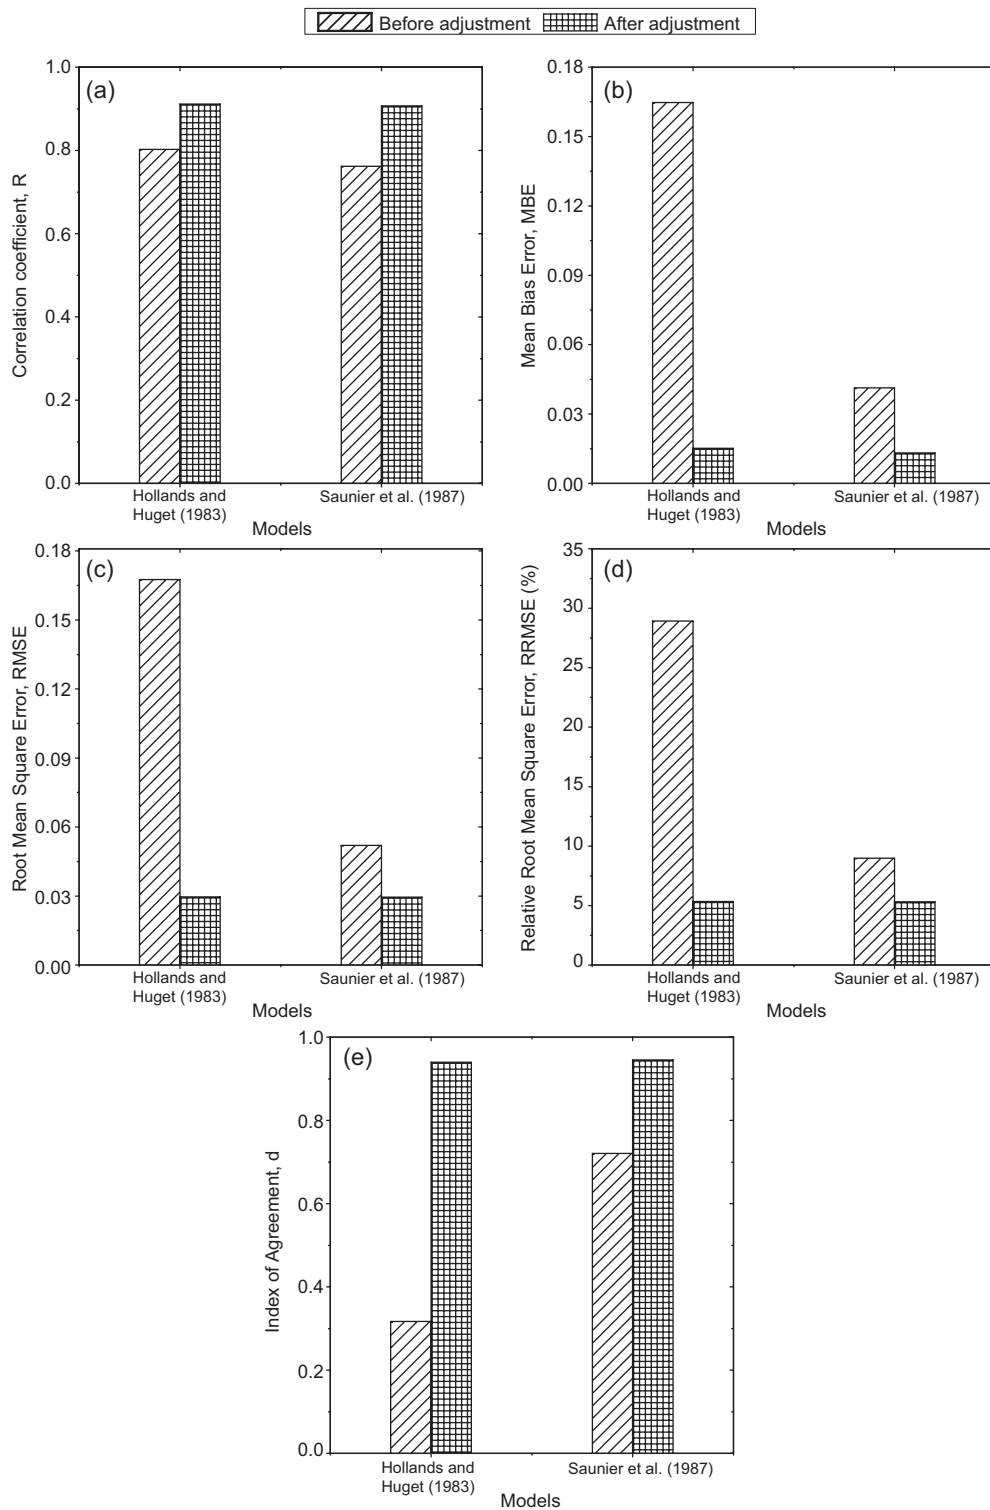 Before adjustment After adjustment
(a)
1.0
0.8
0.6
0.4
0.2
0.0
Correlation coefficient, R
Hollands and
Huget (1983)
Saunier et al. (1987)
Models
(b)
0.18
0.15
0.12
0.09
0.06
0.03
0.00
Mean Bias Error, MBE
Hollands and
Huget (1983)
Saunier et al. (1987)
Models
(c)
0.18
0.15
0.12
0.09
0.06
0.03
0.00
Root Mean Square Error, RMSE
Hollands and
Huget (1983)
Saunier et al. (1987)
Models
(d)
35
30
25
20
15
10
5
0
Relative Root Mean Square Error, RRMSE (%)
Hollands and
Huget (1983)
Saunier et al. (1987)
Models
(e)
1.0
0.8
0.6
0.4
0.2
0.0
Index of Agreement, d
Hollands and
Huget (1983)
Saunier et al. (1987)
Models